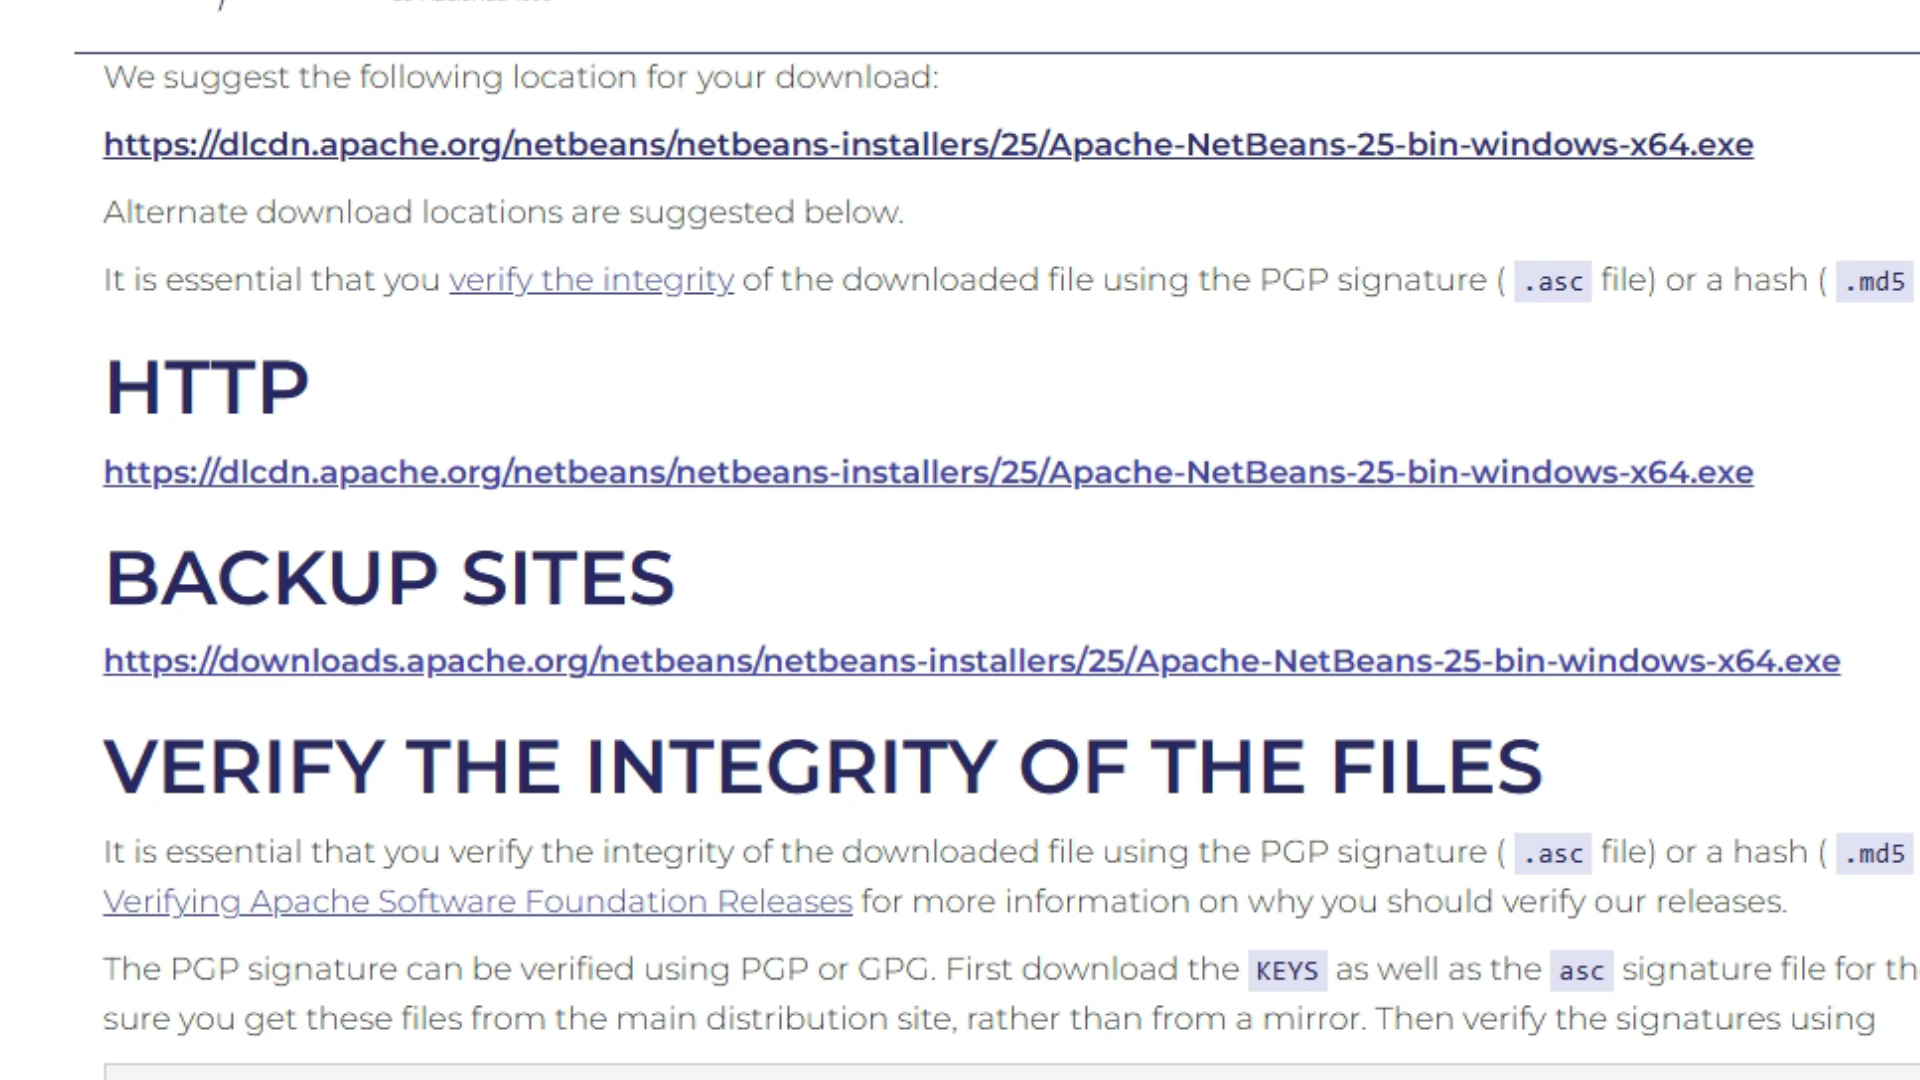 We suggest the following location for your download:
https://dlcdn.apache.org/netbeans/netbeans-installers/25/Apache-NetBeans-25-bin-windows-x64.exe
Alternate download locations are suggested below.
It is essential that you verify the integrity of the downloaded file using the PGP signature ( .asc file) or a hash ( .md5
HTTP
https://dlcdn.apache.org/netbeans/netbeans-installers/25/Apache-NetBeans-25-bin-windows-x64.exe
BACKUP SITES
https://downloads.apache.org/netbeans/netbeans-installers/25/Apache-NetBeans-25-bin-windows-x64.exe
VERIFY THE INTEGRITY OF THE FILES
It is essential that you verify the integrity of the downloaded file using the PGP signature ( .asc file) or a hash ( .md5
Verifying Apache Software Foundation Releases for more information on why you should verify our releases.
The PGP signature can be verified using PGP or GPG. First download the KEYS as well as the asc signature file for th
sure you get these files from the main distribution site, rather than from a mirror. Then verify the signatures using